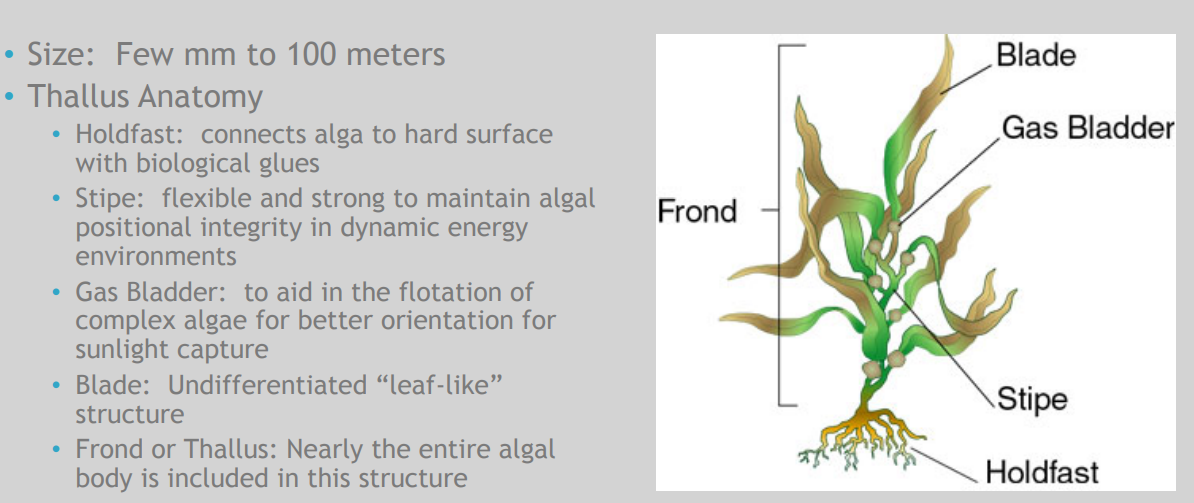 • Size: Few mm to 100 meters
• Thallus Anatomy
• Holdfast: connects alga to hard surface
with biological glues
• Stipe: flexible and strong to maintain algal
positional integrity in dynamic energy
environments
• Gas Bladder: to aid in the flotation of
complex algae for better orientation for
sunlight capture
• Blade: Undifferentiated “leaf-like”
structure
• Frond or Thallus: Nearly the entire algal
body is included in this structure
Blade
Gas Bladder
Frond
Stipe
Holdfast